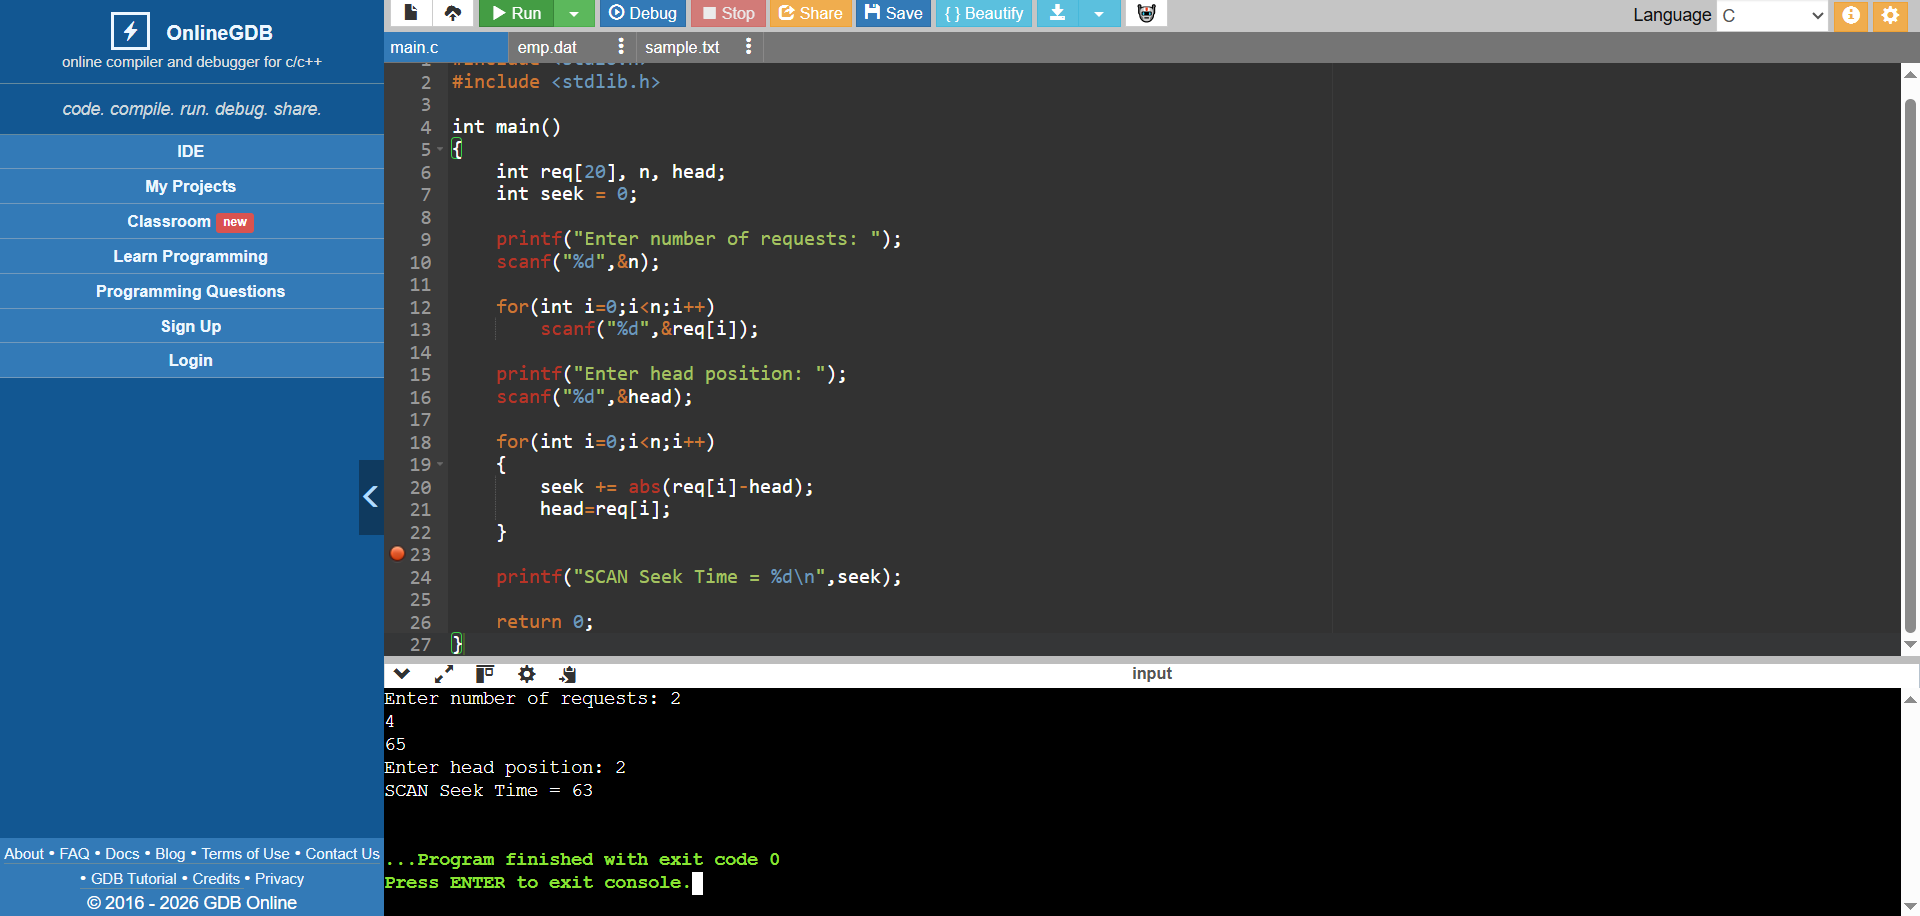 OnlineGDB
online compiler and debugger for c/c++
code. compile. run. debug. share.
IDE
My Projects
Classroom new
Learn Programming
Programming Questions
Sign Up
Login
About • FAQ • Docs • Blog • Terms of Use • Contact Us
• GDB Tutorial • Credits • Privacy
© 2016 - 2026 GDB Online
Run Debug Stop Share Save { } Beautify Language C
main.c emp.dat sample.txt
1 #include <stdio.h>
2 #include <stdlib.h>
3
4 int main()
5 {
6     int req[20], n, head;
7     int seek = 0;
8
9     printf("Enter number of requests: ");
10     scanf("%d",&n);
11
12     for(int i=0;i<n;i++)
13         scanf("%d",&req[i]);
14
15     printf("Enter head position: ");
16     scanf("%d",&head);
17
18     for(int i=0;i<n;i++)
19     {
20         seek += abs(req[i]-head);
21         head=req[i];
22     }
23
24     printf("SCAN Seek Time = %d\n",seek);
25
26     return 0;
27 }
input
Enter number of requests: 2
4
65
Enter head position: 2
SCAN Seek Time = 63
...Program finished with exit code 0
Press ENTER to exit console.